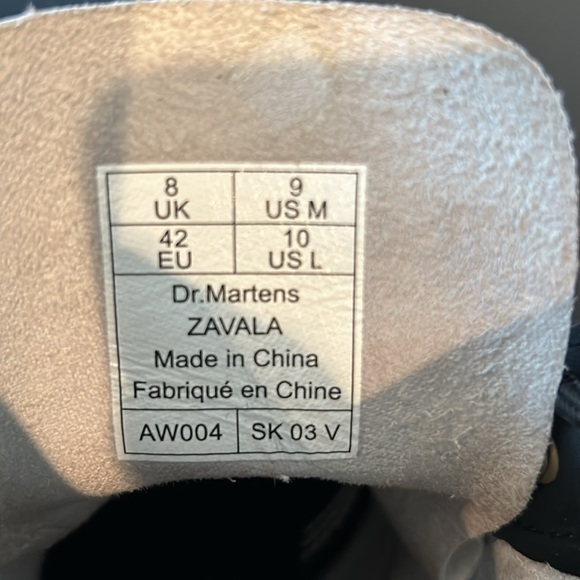 8 9
UK US M
42 10
EU US L
Dr.Martens
ZAVALA
Made in China
Fabriqué en Chine
AW004 SK 03 V